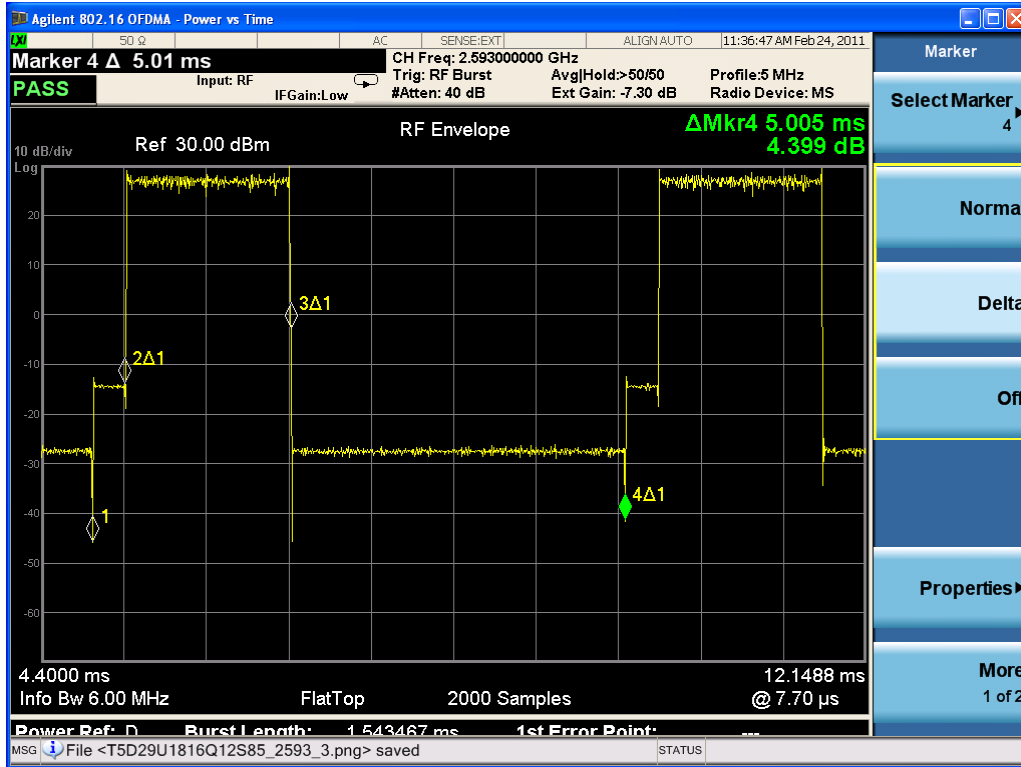 Agilent 802.16 OFDMA - Power vs Time
LXI 50 Ω AC SENSE:EXT ALIGN AUTO 11:36:47 AM Feb 24, 2011
Marker 4 Δ 5.01 ms
PASS
Input: RF
IFGain:Low
CH Freq: 2.593000000 GHz
Trig: RF Burst Avg|Hold:>50/50 Profile:5 MHz
#Atten: 40 dB Ext Gain: -7.30 dB Radio Device: MS
RF Envelope
ΔMkr4 5.005 ms
4.399 dB
10 dB/div Ref 30.00 dBm
Log
20
10
0
-10
-20
-30
-40
-50
-60
1
2Δ1
3Δ1
4Δ1
4.4000 ms 12.1488 ms
Info Bw 6.00 MHz FlatTop 2000 Samples @ 7.70 µs
Power Ref: D Burst Length: 1.543467 ms 1st Error Point: ---
MSG File <T5D29U1816Q12S85_2593_3.png> saved STATUS
Marker
Select Marker
4
Norma
Delta
Off
Properties
More
1 of 2